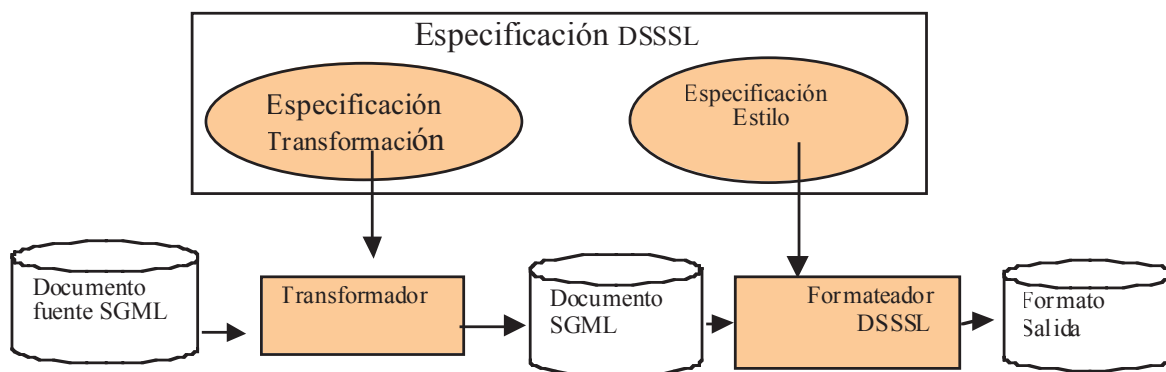 Especificación DSSSL
Especificación
Transformación
Especificación
Estilo
Documento
fuente SGML
Transformador
Documento
SGML
Formateador
DSSSL
Formato
Salida